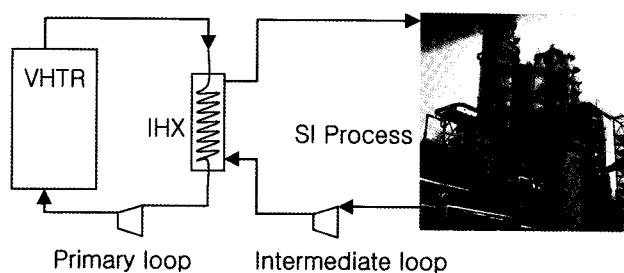 VHTR
IHX
SI Process
Primary loop
Intermediate loop